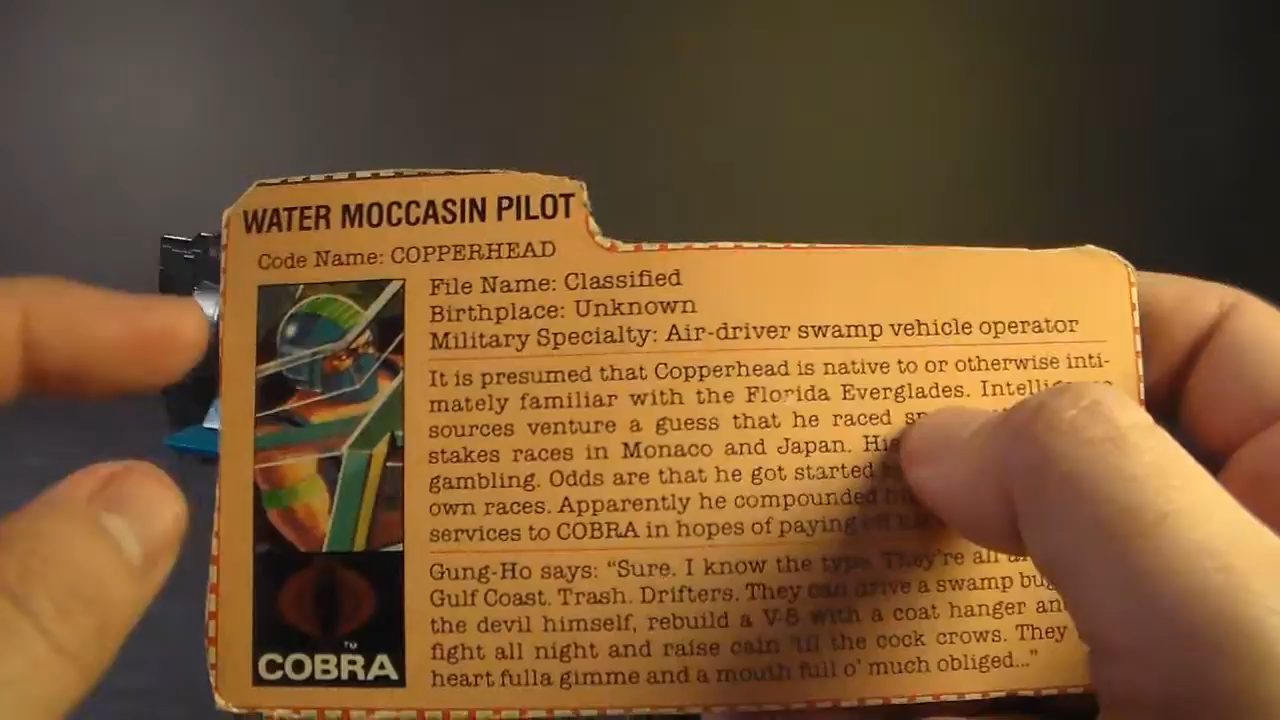 WATER MOCCASIN PILOT
Code Name: COPPERHEAD
File Name: Classified
Birthplace: Unknown
Military Specialty: Air-driver swamp vehicle operator
It is presumed that Copperhead is native to or otherwise inti-
mately familiar with the Florida Everglades.
sources venture a guess that he raced
stakes races in Monaco and Japan.
gambling. Odds are that he got started
own races. Apparently he compounded
services to COBRA in hopes of paying off
Gung-Ho says: “Sure. I know the type. They’re all
Gulf Coast. Trash. Drifters. They can drive a swamp
the devil himself, rebuild a V-8 with a coat hanger
fight all night and raise cain ’til the cock crows. They
heart fulla gimme and a mouth full o’ much obliged...”
TM
COBRA